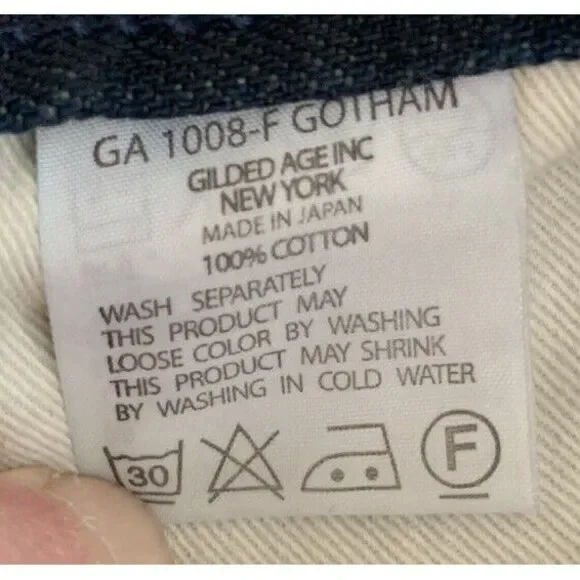 GA 1008-F GOTHAM
GILDED AGE INC
NEW YORK
MADE IN JAPAN
100% COTTON
WASH SEPARATELY
THIS PRODUCT MAY
LOOSE COLOR BY WASHING
THIS PRODUCT MAY SHRINK
BY WASHING IN COLD WATER
30 F